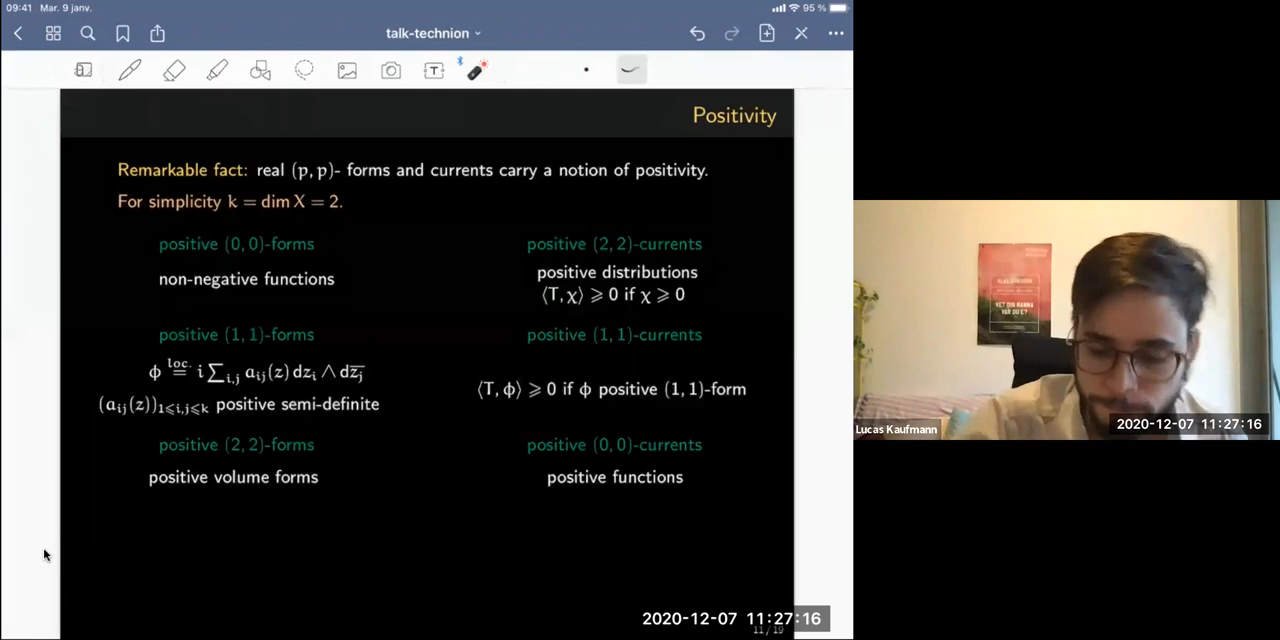 09:41 Mar. 9 janv.
95 %
talk-technion
T
Positivity
Remarkable fact: real (p, p)- forms and currents carry a notion of positivity.
For simplicity k = dim X = 2.
positive (0, 0)-forms
non-negative functions
positive (2, 2)-currents
positive distributions
⟨T, χ⟩ ⩾ 0 if χ ⩾ 0
positive (1, 1)-forms
ϕ loc. = i ∑i,j aij(z) dzi ∧ dz̄j
(aij(z))1⩽i,j⩽k positive semi-definite
positive (1, 1)-currents
⟨T, ϕ⟩ ⩾ 0 if ϕ positive (1, 1)-form
positive (2, 2)-forms
positive volume forms
positive (0, 0)-currents
positive functions
2020-12-07 11:27:16
11 / 19
Lucas Kaufmann
2020-12-07 11:27:16